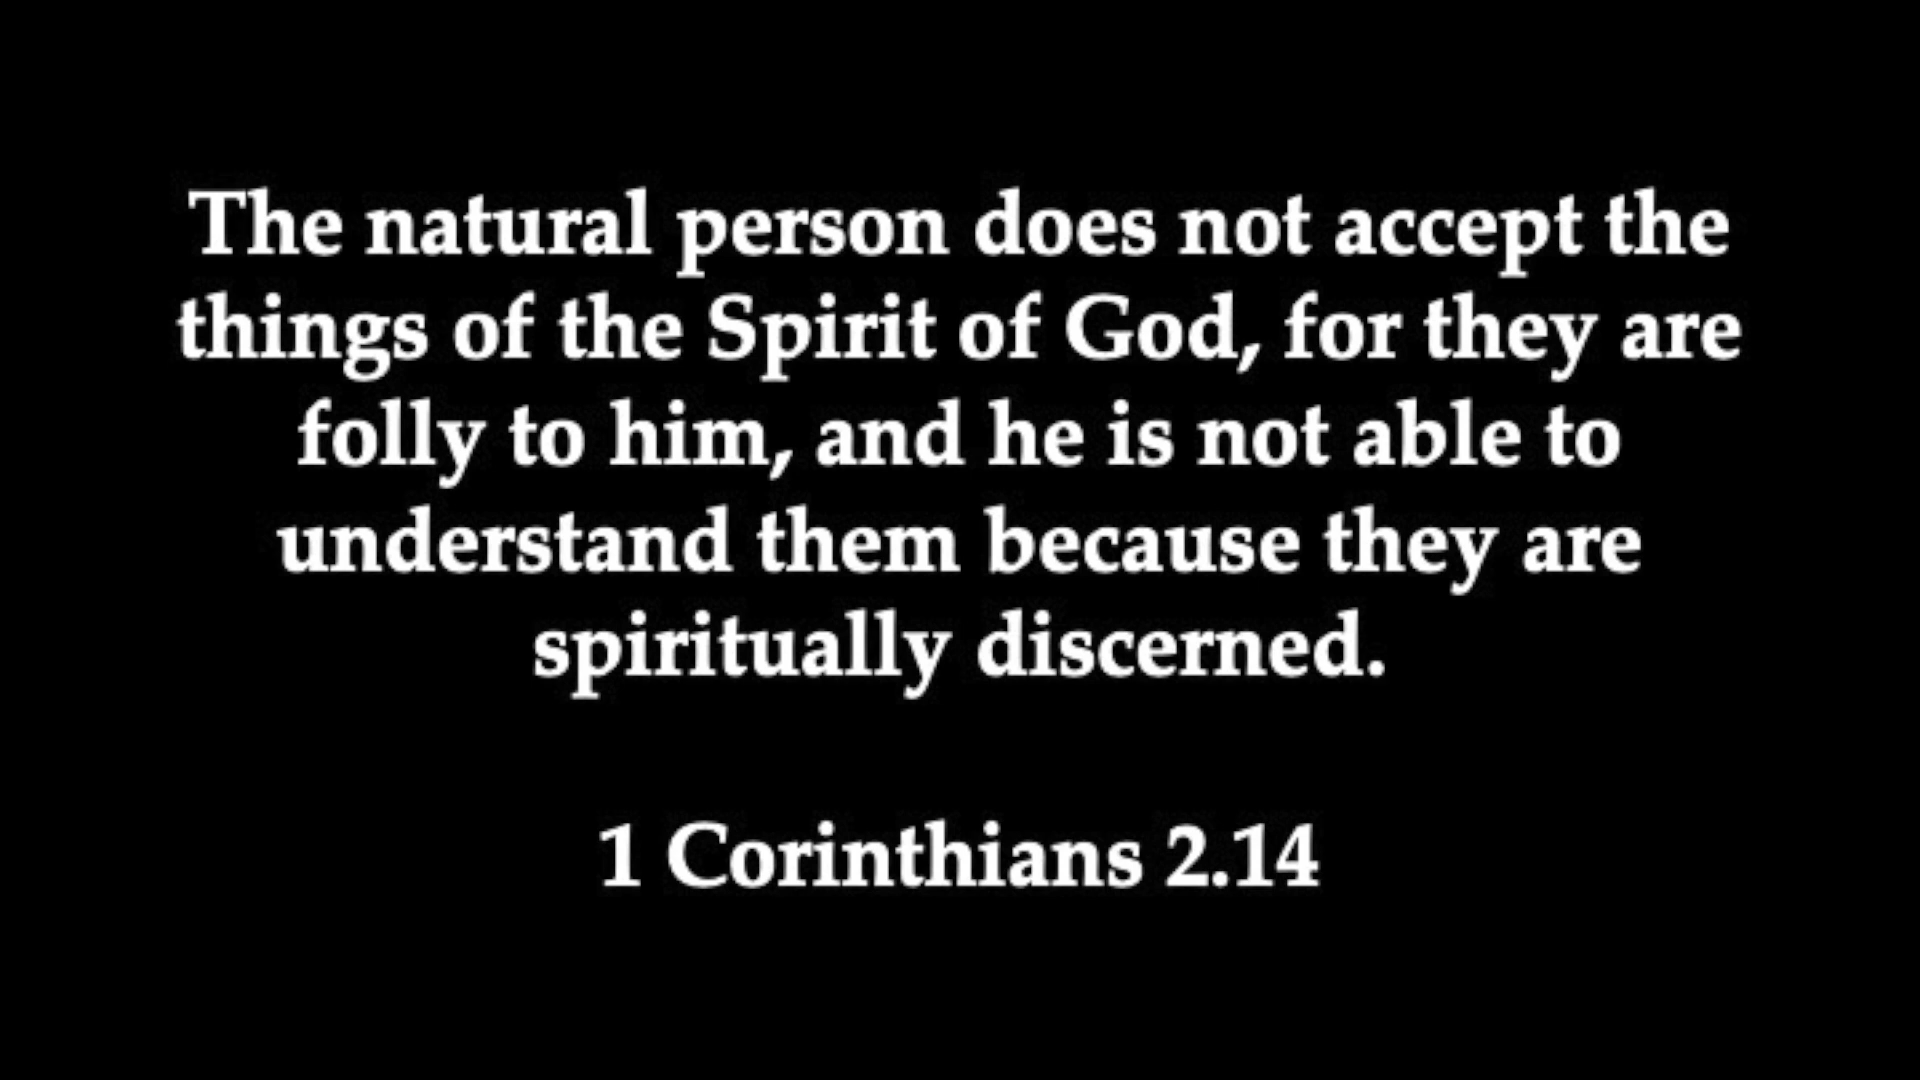 The natural person does not accept the
things of the Spirit of God, for they are
folly to him, and he is not able to
understand them because they are
spiritually discerned.
1 Corinthians 2.14